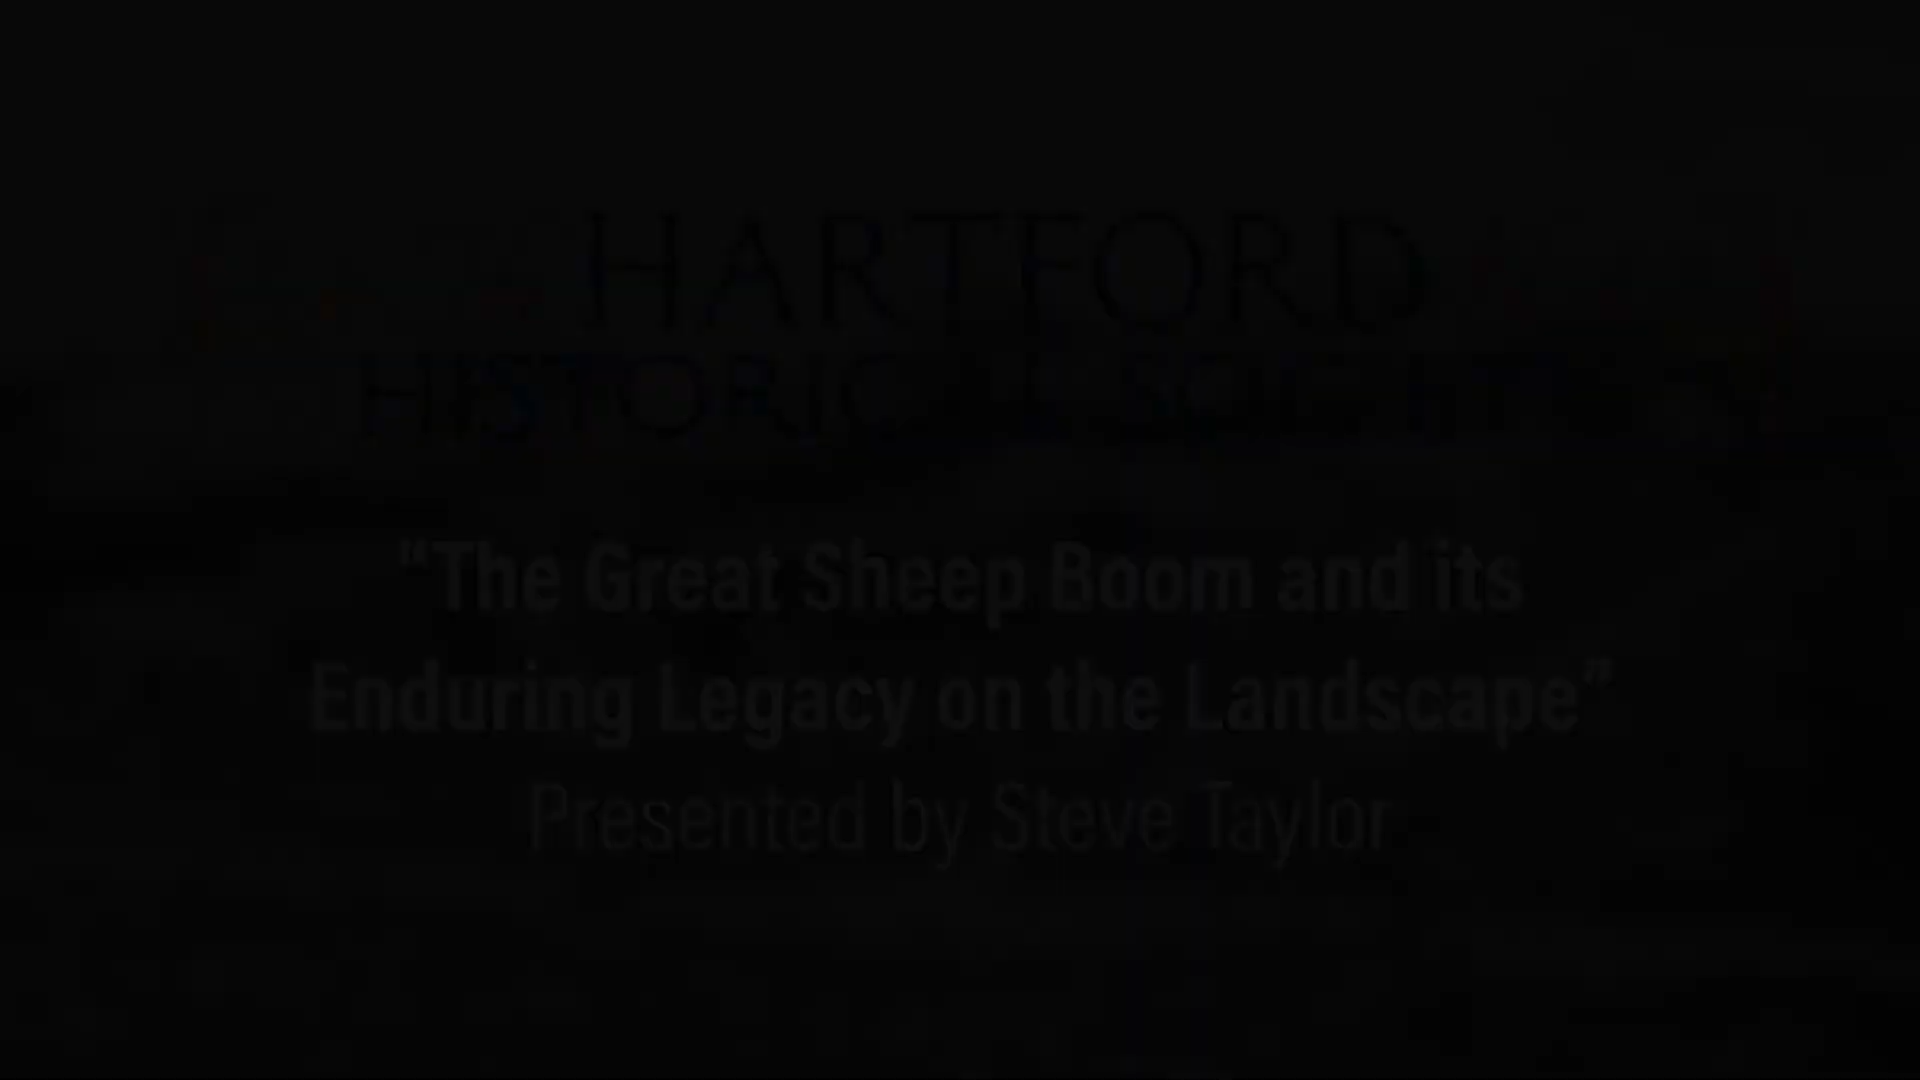 HARTFORD
HISTORICAL SOCIETY
“The Great Sheep Boom and its
Enduring Legacy on the Landscape”
Presented by Steve Taylor